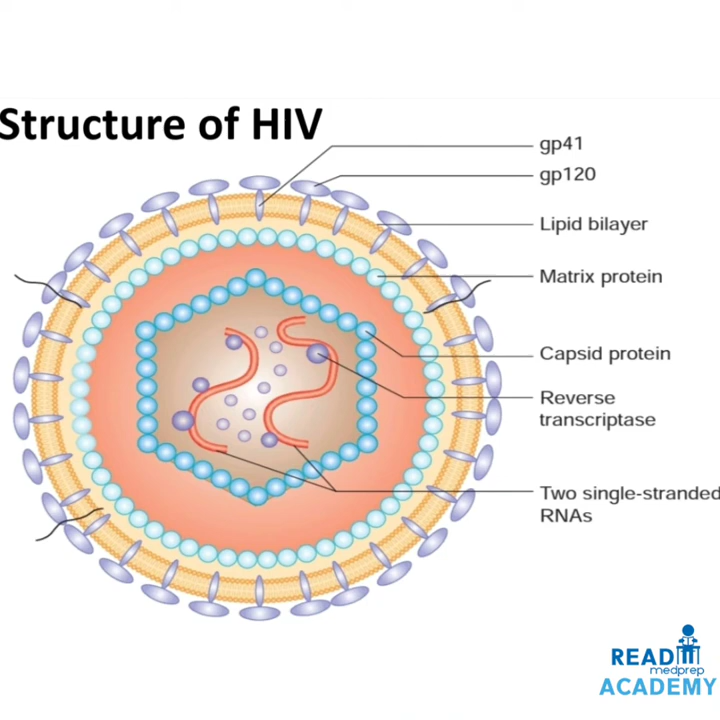 Structure of HIV
gp41
gp120
Lipid bilayer
Matrix protein
Capsid protein
Reverse
transcriptase
Two single-stranded
RNAs
READ
medprep
ACADEMY